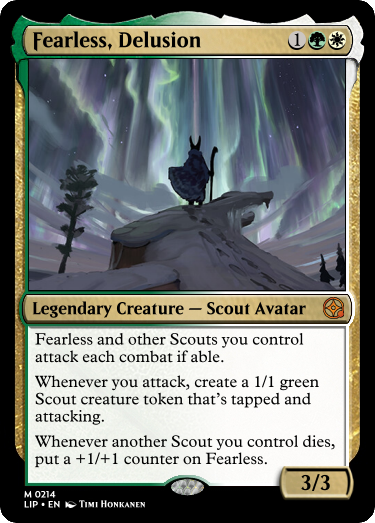 Fearless, Delusion 1
Legendary Creature — Scout Avatar
Fearless and other Scouts you control
attack each combat if able.
Whenever you attack, create a 1/1 green
Scout creature token that's tapped and
attacking.
Whenever another Scout you control dies,
put a +1/+1 counter on Fearless.
3/3
M 0214
LIP • EN Timi Honkanen